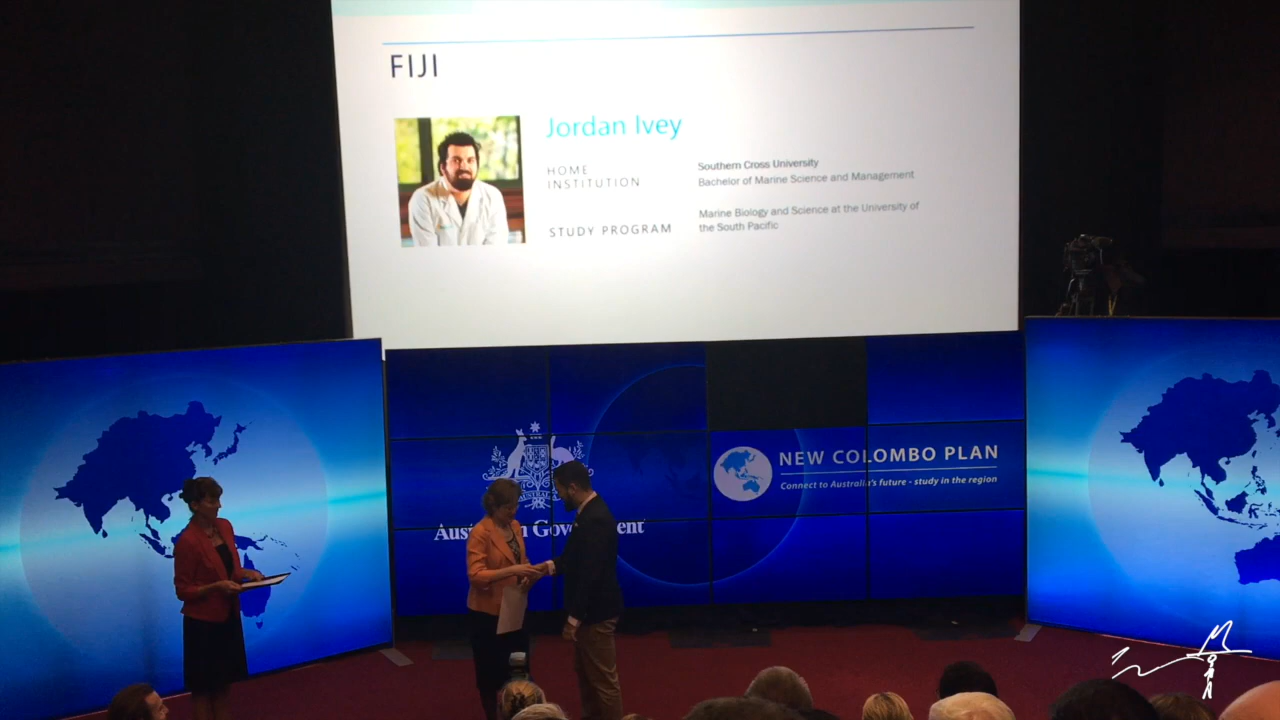 FIJI
Jordan Ivey
HOME
INSTITUTION
Southern Cross University
Bachelor of Marine Science and Management
STUDY PROGRAM
Marine Biology and Science at the University of
the South Pacific
NEW COLOMBO PLAN
Connect to Australia's future - study in the region
AUSTRALIA